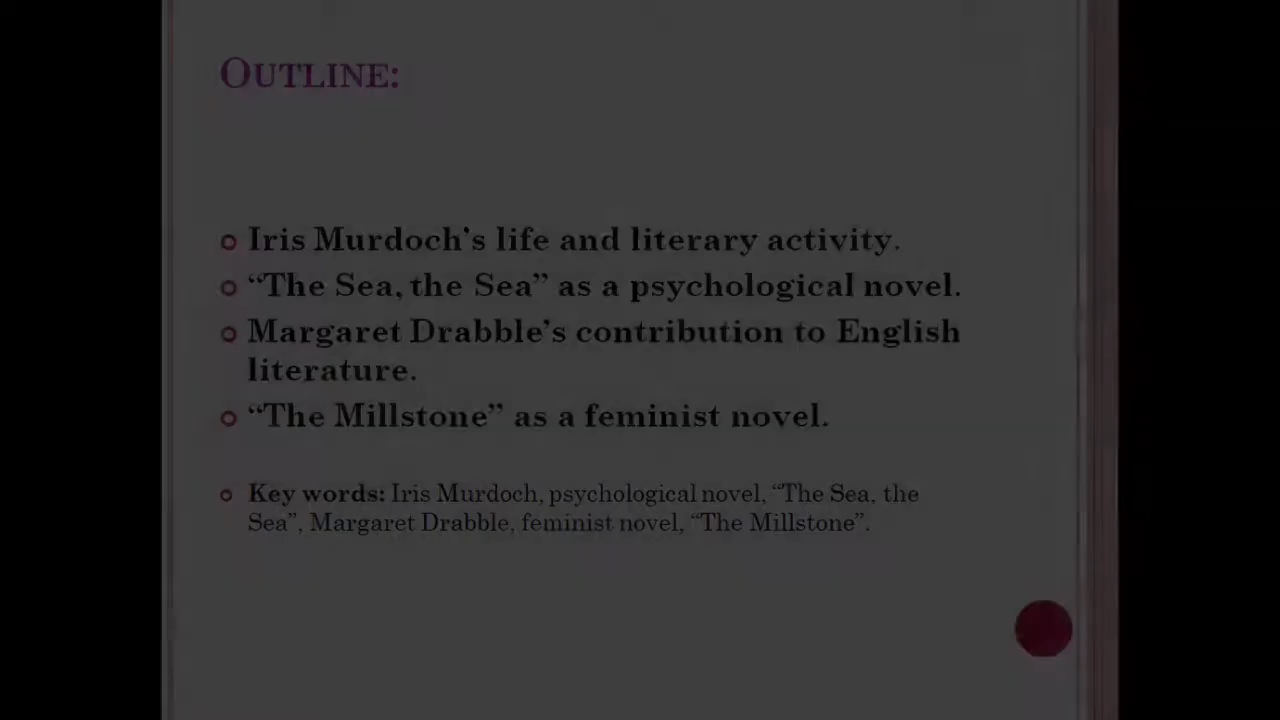 OUTLINE:
Iris Murdoch's life and literary activity.
“The Sea, the Sea” as a psychological novel.
Margaret Drabble's contribution to English
literature.
“The Millstone” as a feminist novel.
Key words: Iris Murdoch, psychological novel, “The Sea, the
Sea”, Margaret Drabble, feminist novel, “The Millstone”.